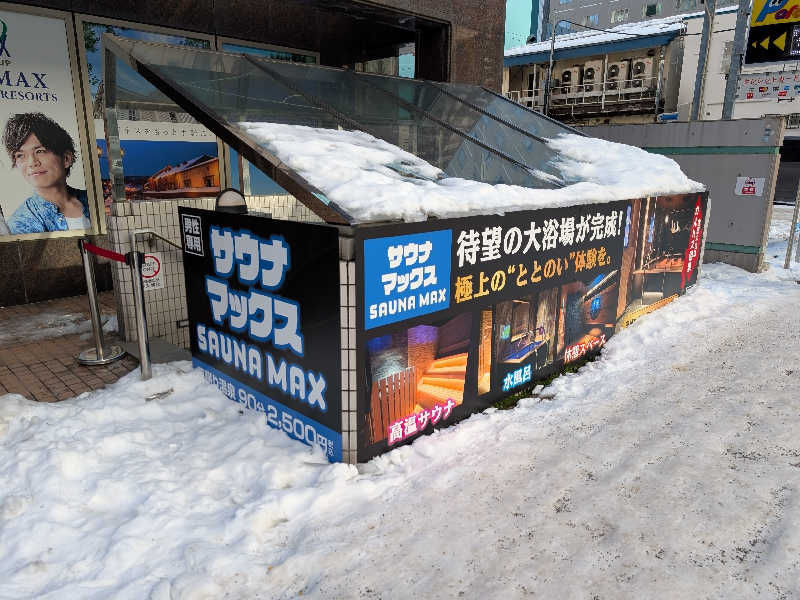 MAX
RESORTS
男性
専用
サウナ
マックス
SAUNA MAX
90分2,500円
サウナ
マックス
SAUNA MAX
待望の大浴場が完成！
極上の“ととのい”体験を。
高温サウナ
水風呂
休憩スペース